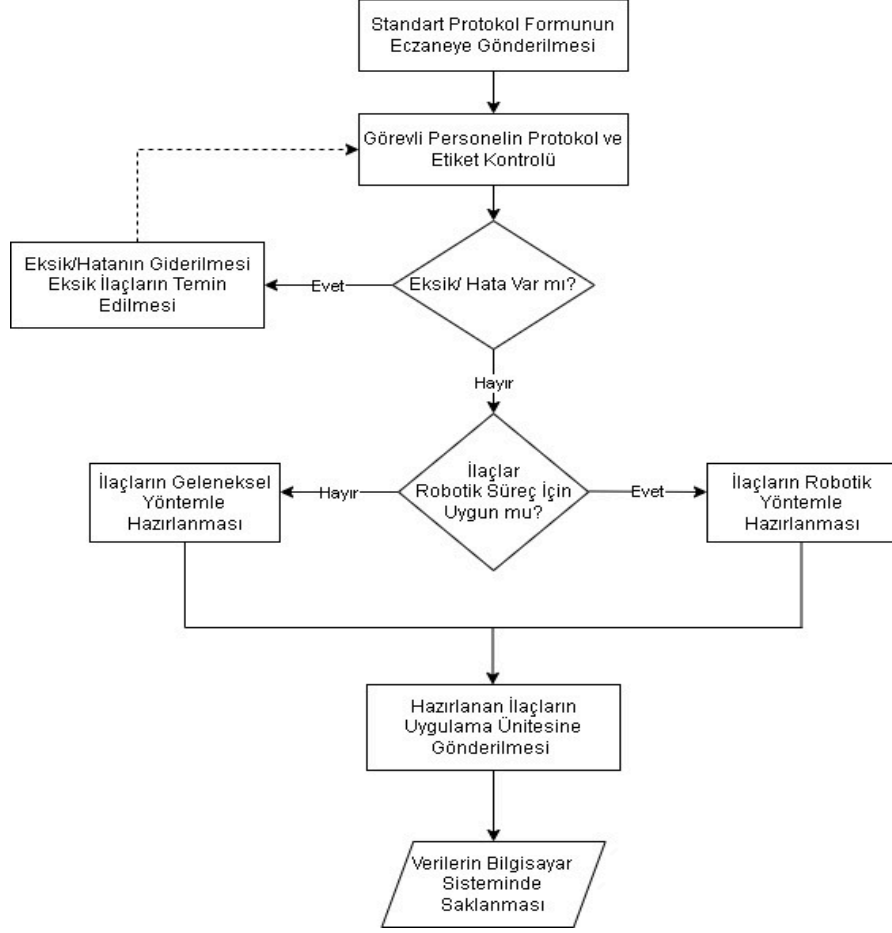 Standart Protokol Formunun
Eczaneye Gönderilmesi
Görevli Personelin Protokol ve
Etiket Kontrolü
Eksik/Hatanın Giderilmesi
Eksik İlaçların Temin
Edilmesi
Evet
Eksik/ Hata Var mı?
Hayır
İlaçların Geleneksel
Yöntemle
Hazırlanması
Hayır
İlaçlar
Robotik Süreç İçin
Uygun mu?
Evet
İlaçların Robotik
Yöntemle
Hazırlanması
Hazırlanan İlaçların
Uygulama Ünitesine
Gönderilmesi
Verilerin Bilgisayar
Sisteminde
Saklanması